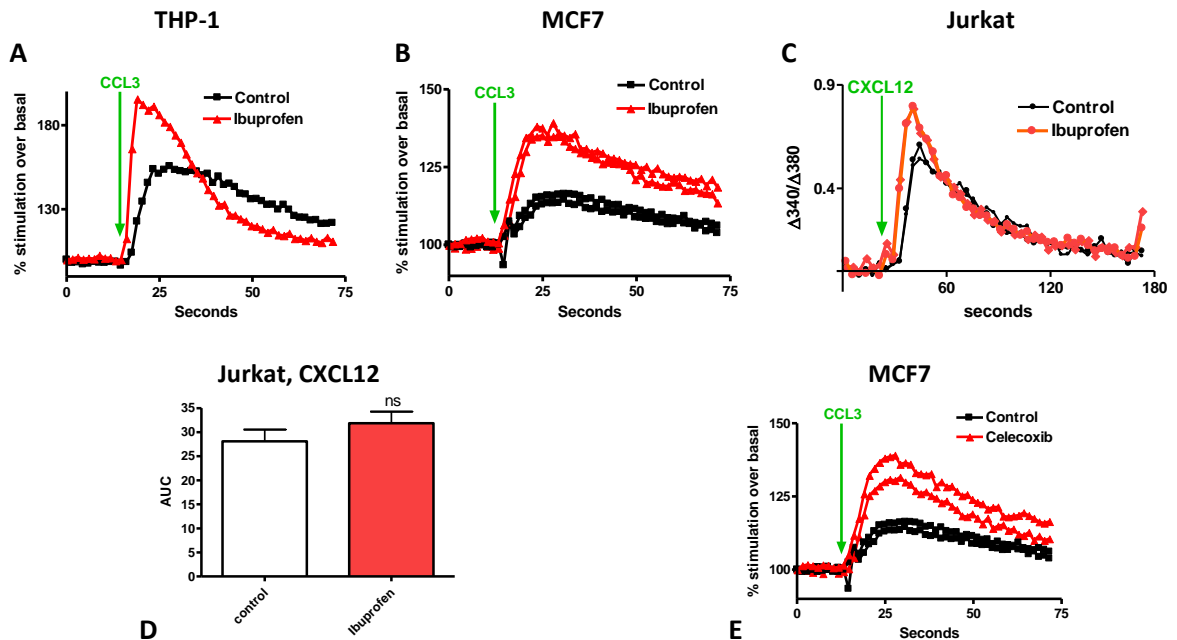 THP-1
A
CCL3
Control
Ibuprofen
% stimulation over basal
180
130
0
25
50
75
Seconds
MCF7
B
CCL3
Control
Ibuprofen
% stimulation over basal
150
125
100
0
25
50
75
Seconds
Jurkat
C
CXCL12
Control
Ibuprofen
Δ340/Δ380
0.9
0.4
60
120
180
seconds
Jurkat, CXCL12
ns
AUC
35
30
25
20
15
10
5
0
control
Ibuprofen
D
MCF7
CCL3
Control
Celecoxib
% stimulation over basal
150
125
100
0
25
50
75
Seconds
E